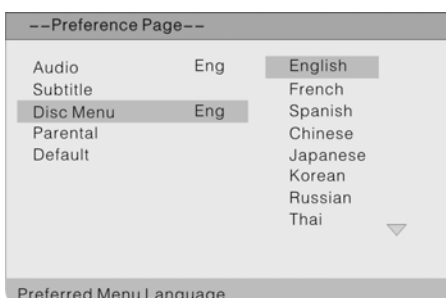 --Preference Page--
Audio Eng English
Subtitle French
Disc Menu Eng Spanish
Parental Chinese
Default Japanese
Korean
Russian
Thai
Preferred Menu Language